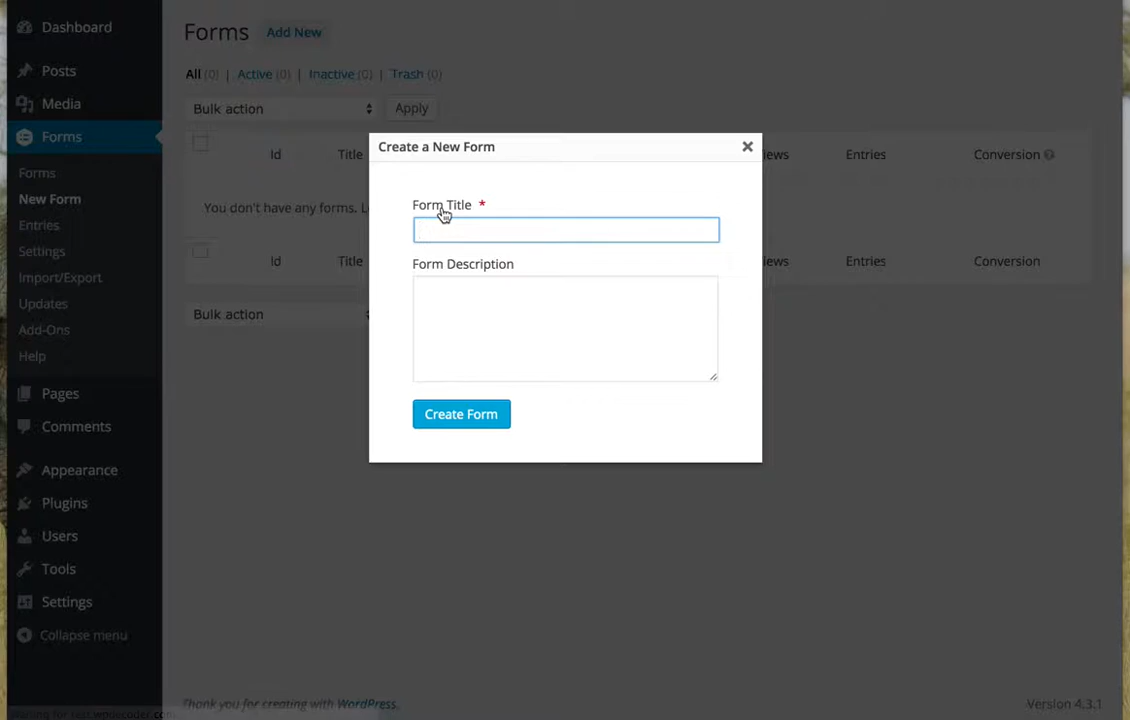 Dashboard
Posts
Media
Forms
Forms
New Form
Entries
Settings
Import/Export
Updates
Add-Ons
Help
Pages
Comments
Appearance
Plugins
Users
Tools
Settings
Collapse menu
Forms Add New
All (0) | Active (0) | Inactive (0) | Trash (0)
Bulk action Apply
Id Title Entries Conversion
You don't have any forms.
Id Title Entries Conversion
Bulk action
Create a New Form
Form Title *
Form Description
Create Form
Thank you for creating with WordPress.
Version 4.3.1